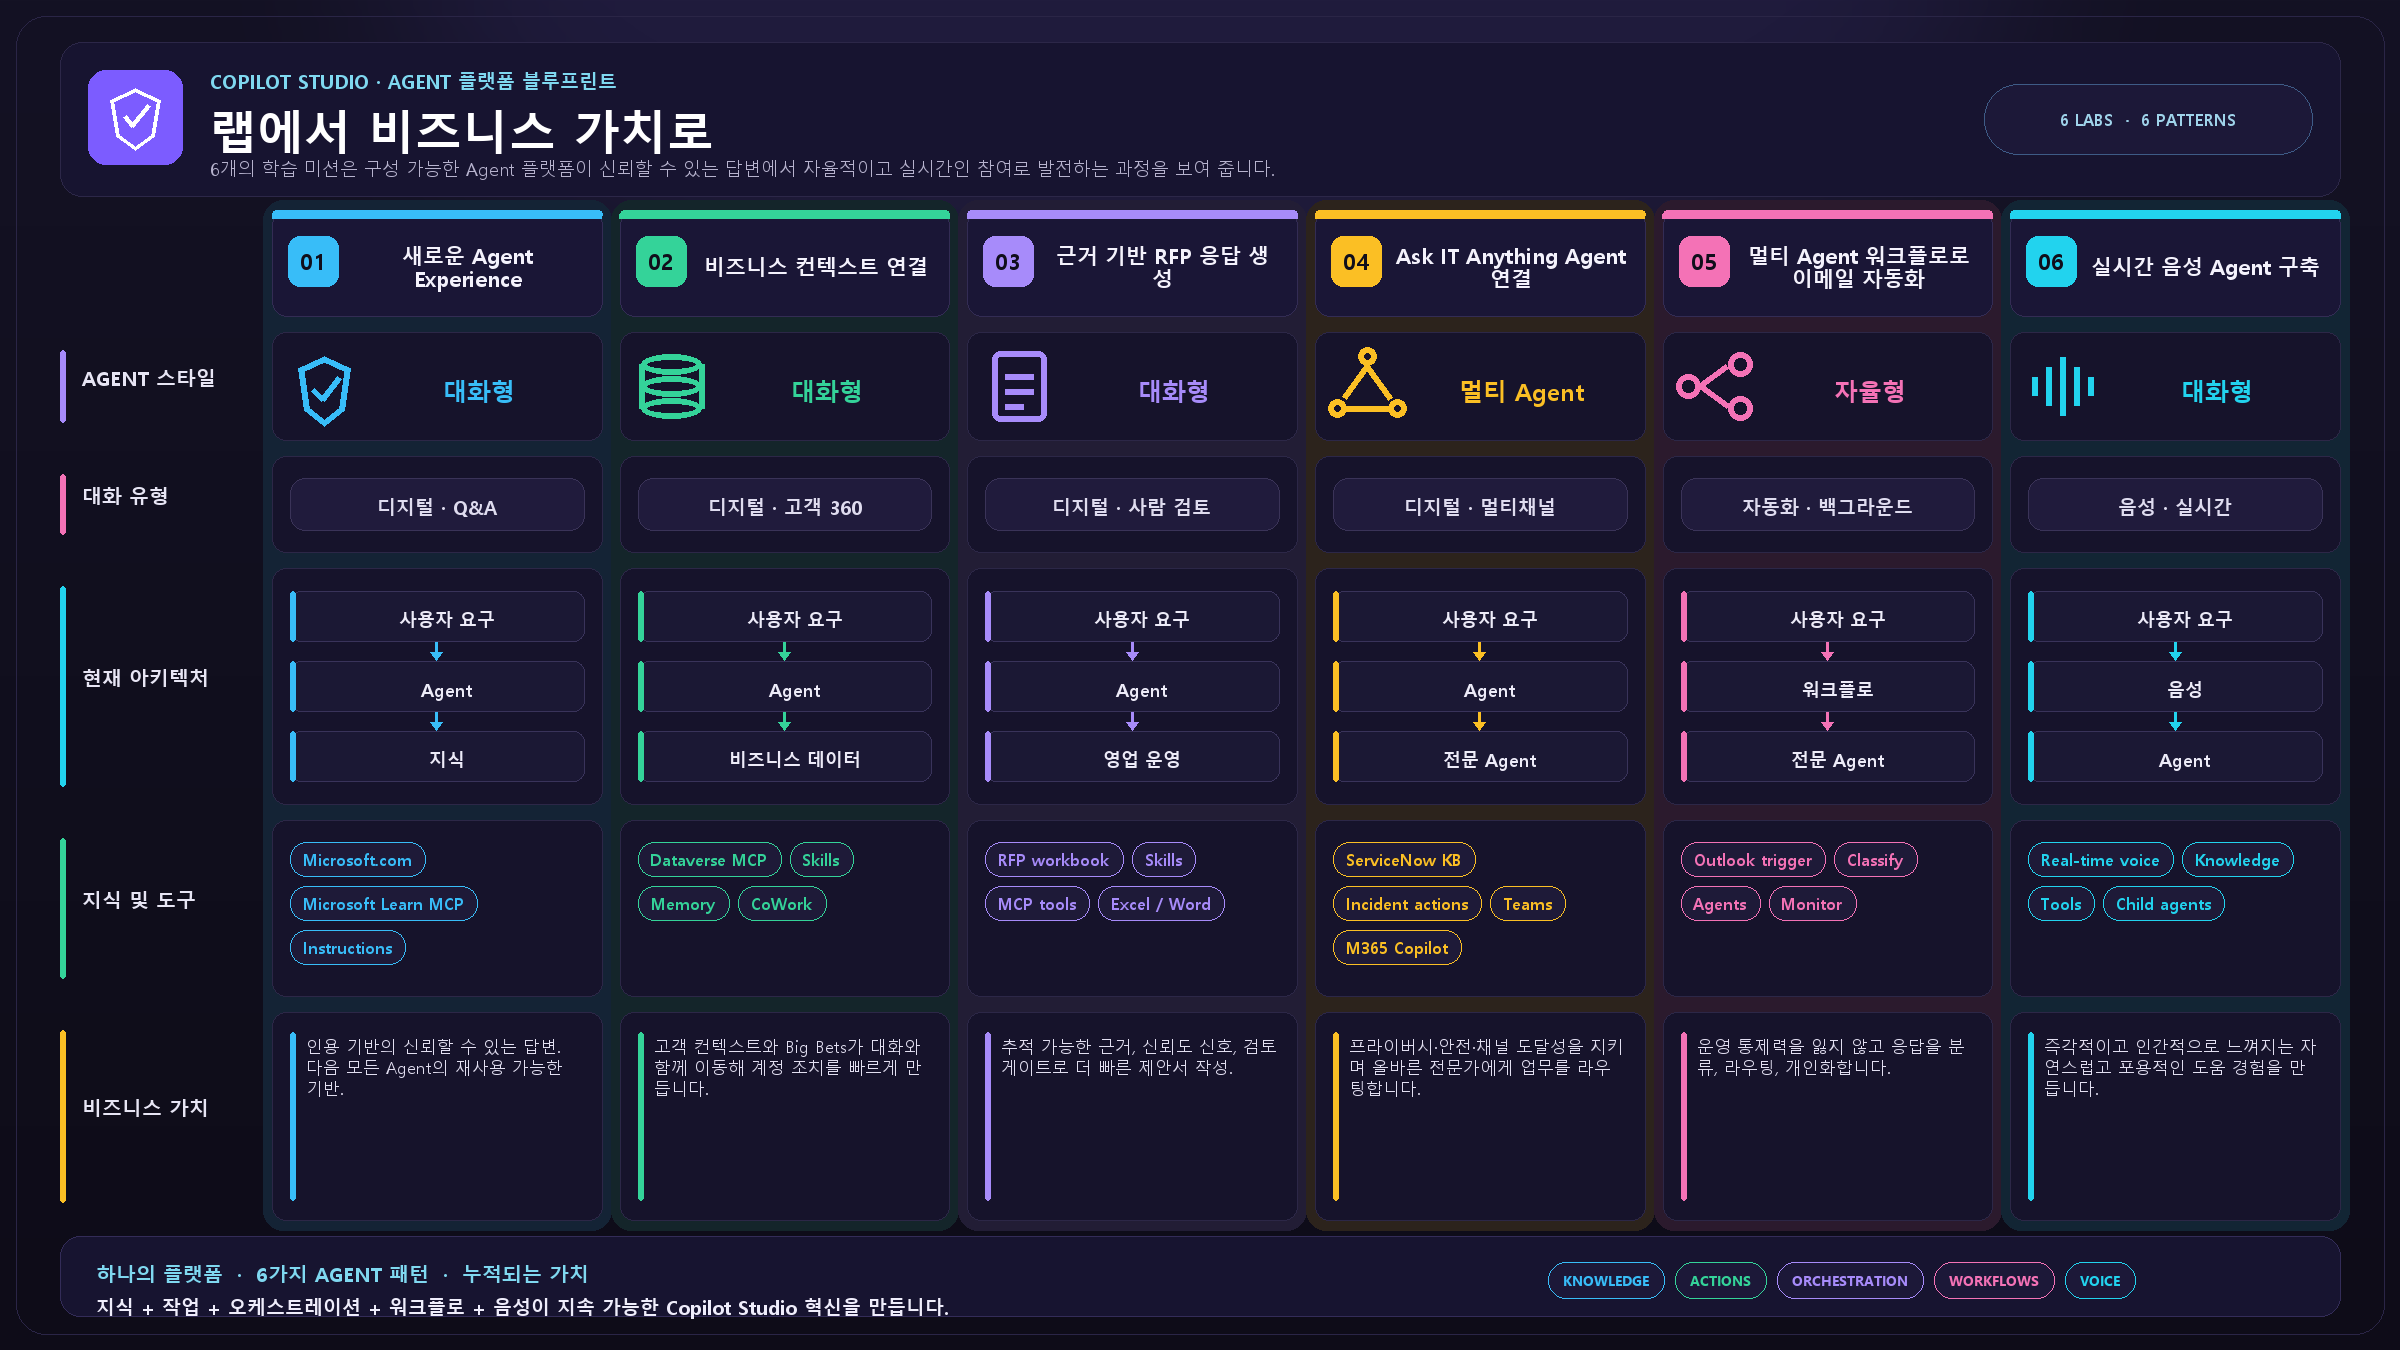 COPILOT STUDIO · AGENT 플랫폼 블루프린트
랩에서 비즈니스 가치로
6개의 학습 미션은 구성 가능한 Agent 플랫폼이 신뢰할 수 있는 답변에서 자율적이고 실시간인 참여로 발전하는 과정을 보여 줍니다.
6 LABS · 6 PATTERNS
01
새로운 Agent
Experience
02
비즈니스 컨텍스트 연결
03
근거 기반 RFP 응답 생
성
04
Ask IT Anything Agent
연결
05
멀티 Agent 워크플로로
이메일 자동화
06
실시간 음성 Agent 구축
AGENT 스타일
대화형
대화형
대화형
멀티 Agent
자율형
대화형
대화 유형
디지털 · Q&A
디지털 · 고객 360
디지털 · 사람 검토
디지털 · 멀티채널
자동화 · 백그라운드
음성 · 실시간
현재 아키텍처
사용자 요구
Agent
지식
사용자 요구
Agent
비즈니스 데이터
사용자 요구
Agent
영업 운영
사용자 요구
Agent
전문 Agent
사용자 요구
워크플로
전문 Agent
사용자 요구
음성
Agent
지식 및 도구
Microsoft.com
Microsoft Learn MCP
Instructions
Dataverse MCP
Skills
Memory
CoWork
RFP workbook
Skills
MCP tools
Excel / Word
ServiceNow KB
Incident actions
Teams
M365 Copilot
Outlook trigger
Classify
Agents
Monitor
Real-time voice
Knowledge
Tools
Child agents
비즈니스 가치
인용 기반의 신뢰할 수 있는 답변.
다음 모든 Agent의 재사용 가능한
기반.
고객 컨텍스트와 Big Bets가 대화와
함께 이동해 계정 조치를 빠르게 만
듭니다.
추적 가능한 근거, 신뢰도 신호, 검토
게이트로 더 빠른 제안서 작성.
프라이버시·안전·채널 도달성을 지키
며 올바른 전문가에게 업무를 라우
팅합니다.
운영 통제력을 잃지 않고 응답을 분
류, 라우팅, 개인화합니다.
즉각적이고 인간적으로 느껴지는 자
연스럽고 포용적인 도움 경험을 만
듭니다.
하나의 플랫폼 · 6가지 AGENT 패턴 · 누적되는 가치
지식 + 작업 + 오케스트레이션 + 워크플로 + 음성이 지속 가능한 Copilot Studio 혁신을 만듭니다.
KNOWLEDGE
ACTIONS
ORCHESTRATION
WORKFLOWS
VOICE